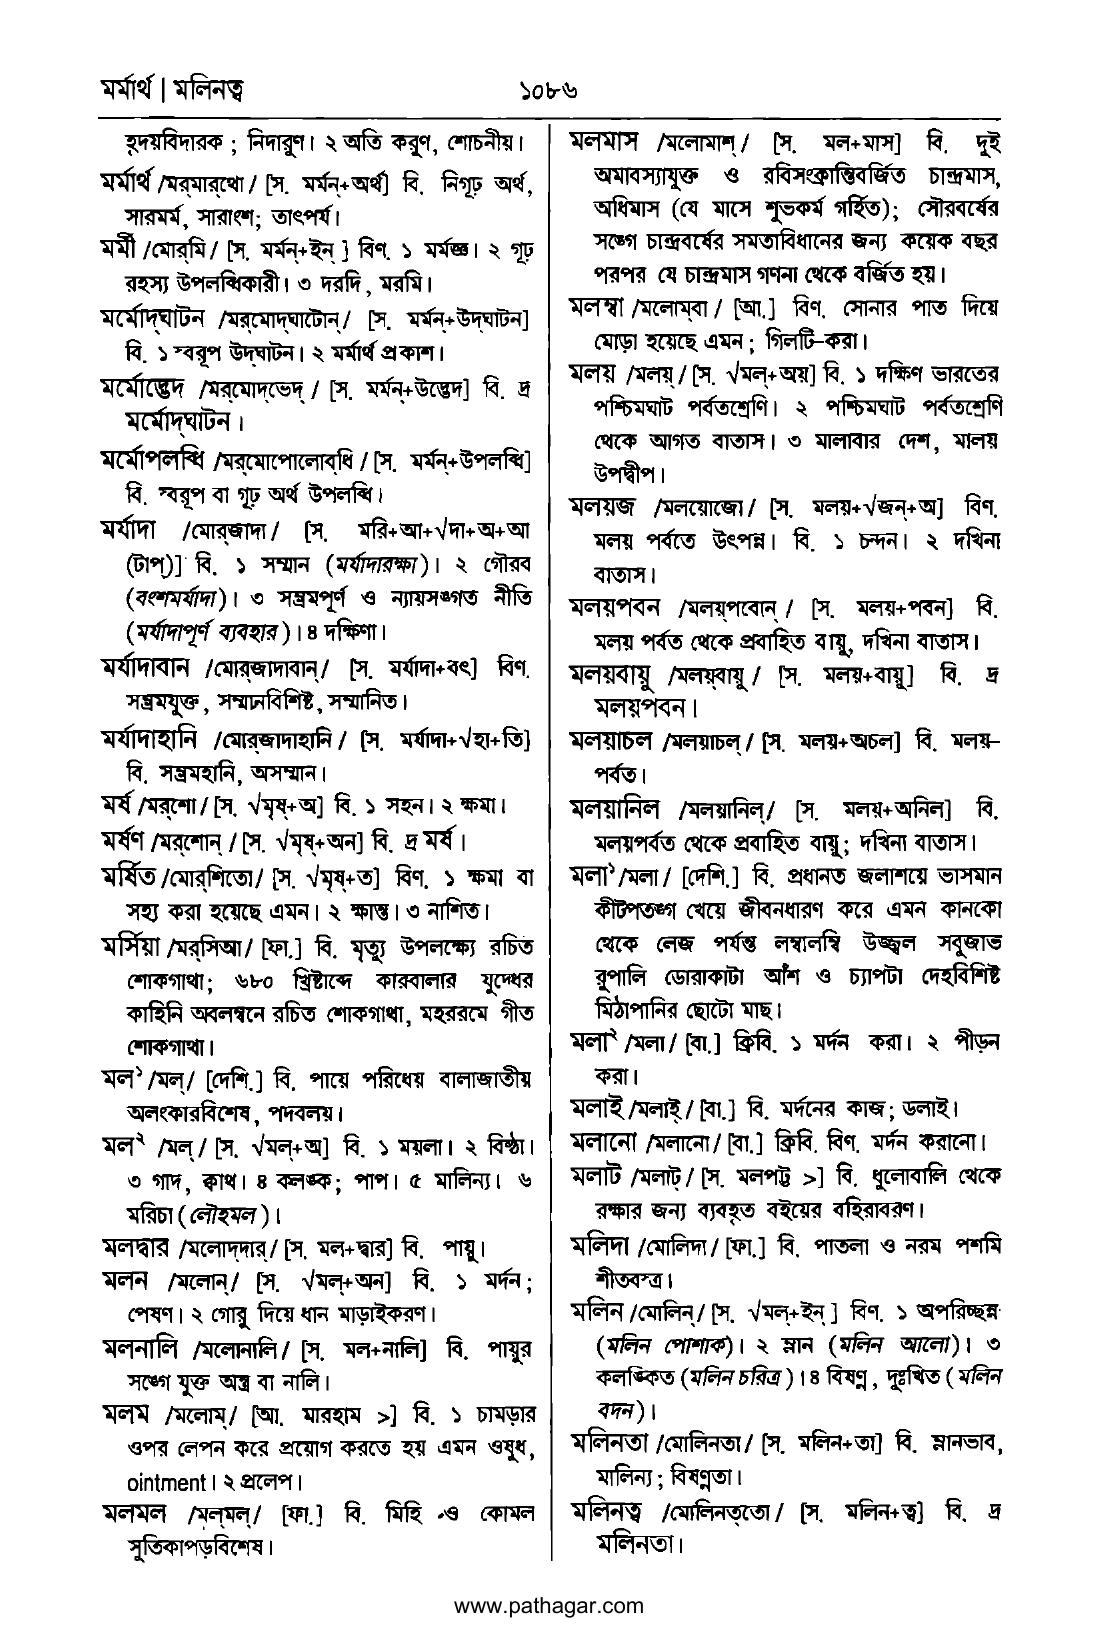 মর্মার্থ | মলিনত্ব
১০৮৬
হৃদয়বিদারক ; নিদারুণ। ২ অতি করুণ, শোচনীয়।
মর্মার্থ /মর্‌মার্‌থো/ [স. মর্মন্+অর্থ] বি. নিগূঢ় অর্থ,
সারমর্ম, সারাংশ; তাৎপর্য।
মর্মী /মোর্‌মি/ [স. মর্মন্+ইন্ ] বিণ. ১ মর্মজ্ঞ। ২ গূঢ়
রহস্য উপলব্ধিকারী। ৩ দরদি, মরমি।
মর্মোদ্‌ঘাটন /মর্‌মোদ্‌ঘাটোন্/ [স. মর্মন্+উদ্‌ঘাটন]
বি. ১ স্বরূপ উদ্‌ঘাটন। ২ মর্মার্থ প্রকাশ।
মর্মোদ্ভেদ /মর্‌মোদ্‌ভেদ্/ [স. মর্মন্+উদ্ভেদ] বি. দ্র
মর্মোদ্‌ঘাটন।
মর্মোপলব্ধি /মর্‌মোপোলোব্‌ধি/ [স. মর্মন্+উপলব্ধি]
বি. স্বরূপ বা গূঢ় অর্থ উপলব্ধি।
মর্যাদা /মোর্‌জাদা/ [স. মরি+আ+√দা+অ+আ
(টাপ্)] বি. ১ সম্মান (মর্যাদারক্ষা)। ২ গৌরব
(বংশমর্যাদা)। ৩ সম্ভ্রমপূর্ণ ও ন্যায়সঙ্গত নীতি
(মর্যাদাপূর্ণ ব্যবহার)। ৪ দক্ষিণা।
মর্যাদাবান /মোর্‌জাদাবান্/ [স. মর্যাদা+বৎ] বিণ.
সম্ভ্রমযুক্ত, সম্মানবিশিষ্ট, সম্মানিত।
মর্যাদাহানি /মোর্‌জাদাহানি/ [স. মর্যাদা+√হা+তি]
বি. সম্ভ্রমহানি, অসম্মান।
মর্ষ /মর্‌শো/ [স. √মৃষ্+অ] বি. ১ সহন। ২ ক্ষমা।
মর্ষণ /মর্‌শোন্/ [স. √মৃষ্+অন] বি. দ্র মর্ষ।
মর্ষিত /মোর্‌শিতো/ [স. √মৃষ্+ত] বিণ. ১ ক্ষমা বা
সহ্য করা হয়েছে এমন। ২ ক্ষান্ত। ৩ নাশিত।
মর্সিয়া /মর্‌সিআ/ [ফা.] বি. মৃত্যু উপলক্ষ্যে রচিত
শোকগাথা; ৬৮০ খ্রিষ্টাব্দে কারবালার যুদ্ধের
কাহিনি অবলম্বনে রচিত শোকগাথা, মহররমে গীত
শোকগাথা।
মল১ /মল্/ [দেশি.] বি. পায়ে পরিধেয় বালাজাতীয়
অলংকারবিশেষ, পদবলয়।
মল২ /মল্/ [স. √মল্+অ] বি. ১ ময়লা। ২ বিষ্ঠা।
৩ গাদ, ক্বাথ। ৪ কলঙ্ক; পাপ। ৫ মালিন্য। ৬
মরিচা (লৌহমল)।
মলদ্বার /মলোদ্‌দার্/ [স. মল+দ্বার] বি. পায়ু।
মলন /মলোন্/ [স. √মল্+অন] বি. ১ মর্দন;
পেষণ। ২ গোরু দিয়ে ধান মাড়াইকরণ।
মলনালি /মলোনালি/ [স. মল+নালি] বি. পায়ুর
সঙ্গে যুক্ত অন্ত্র বা নালি।
মলম /মলোম্/ [আ. মারহাম >] বি. ১ চামড়ার
ওপর লেপন করে প্রয়োগ করতে হয় এমন ওষুধ,
ointment। ২ প্রলেপ।
মলমল /মল্‌মল্/ [ফা.] বি. মিহি ও কোমল
সুতিকাপড়বিশেষ।
মলমাস /মলোমাশ্/ [স. মল+মাস] বি. দুই
অমাবস্যাযুক্ত ও রবিসংক্রান্তিবর্জিত চান্দ্রমাস,
অধিমাস (যে মাসে শুভকর্ম গর্হিত); সৌরবর্ষের
সঙ্গে চান্দ্রবর্ষের সমতাবিধানের জন্য কয়েক বছর
পরপর যে চান্দ্রমাস গণনা থেকে বর্জিত হয়।
মলম্বা /মলোম্‌বা/ [আ.] বিণ. সোনার পাত দিয়ে
মোড়া হয়েছে এমন; গিলটি-করা।
মলয় /মলয়্/ [স. √মল্+অয়] বি. ১ দক্ষিণ ভারতের
পশ্চিমঘাট পর্বতশ্রেণি। ২ পশ্চিমঘাট পর্বতশ্রেণি
থেকে আগত বাতাস। ৩ মালাবার দেশ, মালয়
উপদ্বীপ।
মলয়জ /মলয়োজো/ [স. মলয়+√জন্+অ] বিণ.
মলয় পর্বতে উৎপন্ন। বি. ১ চন্দন। ২ দখিনা
বাতাস।
মলয়পবন /মলয়্‌পবোন্/ [স. মলয়+পবন] বি.
মলয় পর্বত থেকে প্রবাহিত বায়ু, দখিনা বাতাস।
মলয়বায়ু /মলয়্‌বায়ু/ [স. মলয়+বায়ু] বি. দ্র
মলয়পবন।
মলয়াচল /মলয়াচল্/ [স. মলয়+অচল] বি. মলয়-
পর্বত।
মলয়ানিল /মলয়ানিল্/ [স. মলয়+অনিল] বি.
মলয়পর্বত থেকে প্রবাহিত বায়ু; দখিনা বাতাস।
মলা১ /মলা/ [দেশি.] বি. প্রধানত জলাশয়ে ভাসমান
কীটপতঙ্গ খেয়ে জীবনধারণ করে এমন কানকো
থেকে লেজ পর্যন্ত লম্বালম্বি উজ্জ্বল সবুজাভ
রুপালি ডোরাকাটা আঁশ ও চ্যাপটা দেহবিশিষ্ট
মিঠাপানির ছোটো মাছ।
মলা২ /মলা/ [বা.] ক্রিবি. ১ মর্দন করা। ২ পীড়ন
করা।
মলাই /মলাই্/ [বা.] বি. মর্দনের কাজ; ডলাই।
মলানো /মলানো/ [বা.] ক্রিবি. বিণ. মর্দন করানো।
মলাট /মলাট্/ [স. মলপট্ট >] বি. ধুলোবালি থেকে
রক্ষার জন্য ব্যবহৃত বইয়ের বহিরাবরণ।
মলিদা /মোলিদা/ [ফা.] বি. পাতলা ও নরম পশমি
শীতবস্ত্র।
মলিন /মোলিন্/ [স. √মল্+ইন্ ] বিণ. ১ অপরিচ্ছন্ন
(মলিন পোশাক)। ২ ম্লান (মলিন আলো)। ৩
কলঙ্কিত (মলিন চরিত্র)। ৪ বিষণ্ণ, দুঃখিত (মলিন
বদন)।
মলিনতা /মোলিনতা/ [স. মলিন+তা] বি. ম্লানভাব,
মালিন্য; বিষণ্ণতা।
মলিনত্ব /মোলিনত্‌তো/ [স. মলিন+ত্ব] বি. দ্র
মলিনতা।
www.pathagar.com